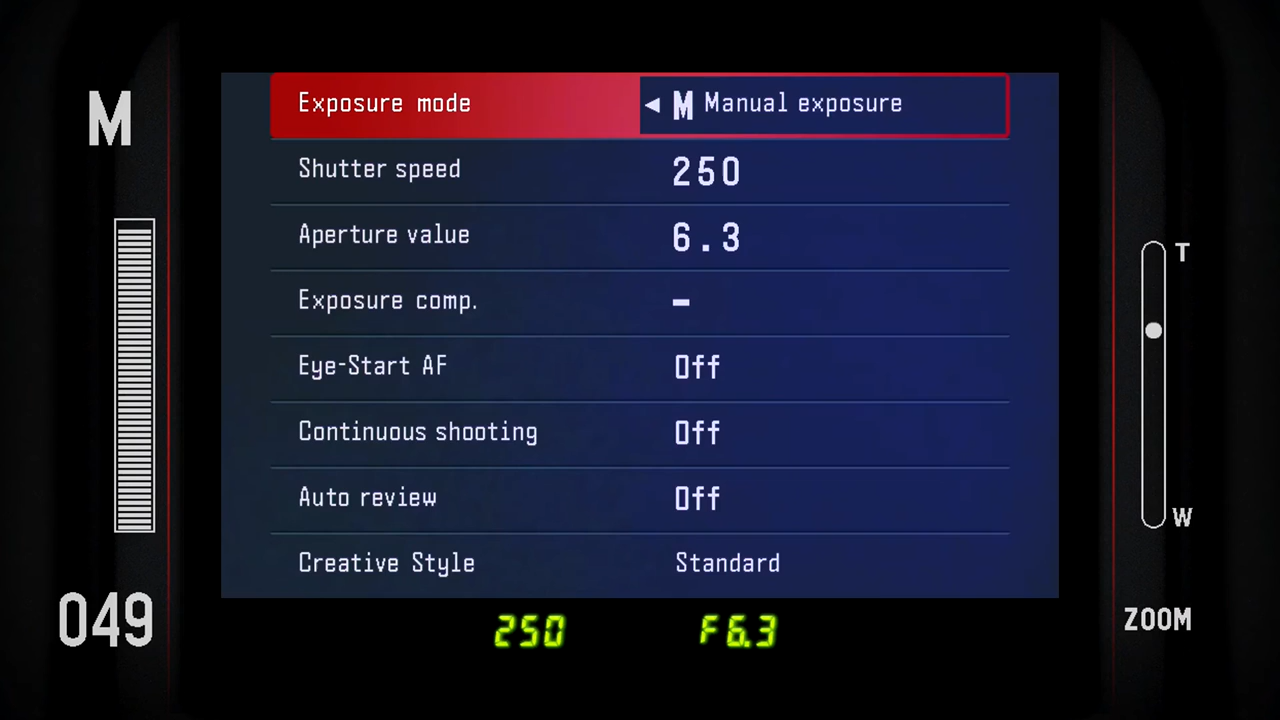 M
Exposure mode ◀ M Manual exposure
Shutter speed 250
Aperture value 6.3
Exposure comp. –
Eye-Start AF Off
Continuous shooting Off
Auto review Off
Creative Style Standard
T
W
049
250 F6.3
ZOOM